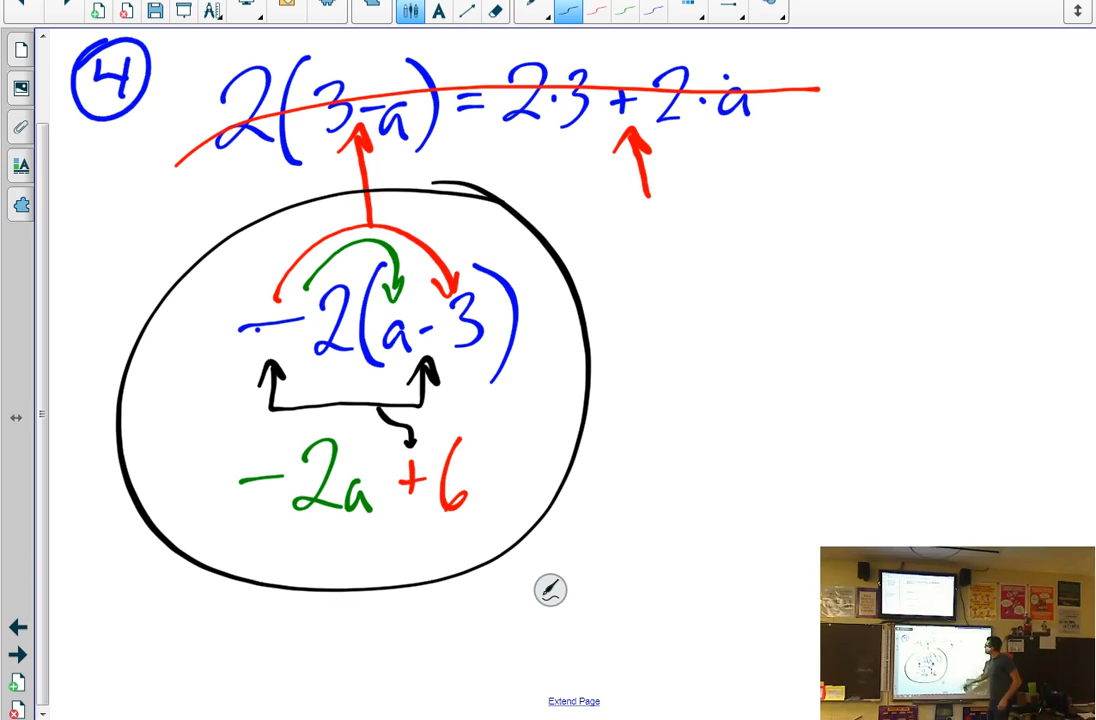 4
2(3-a) = 2·3 + 2·a
-2(a-3)
-2a +6
Extend Page